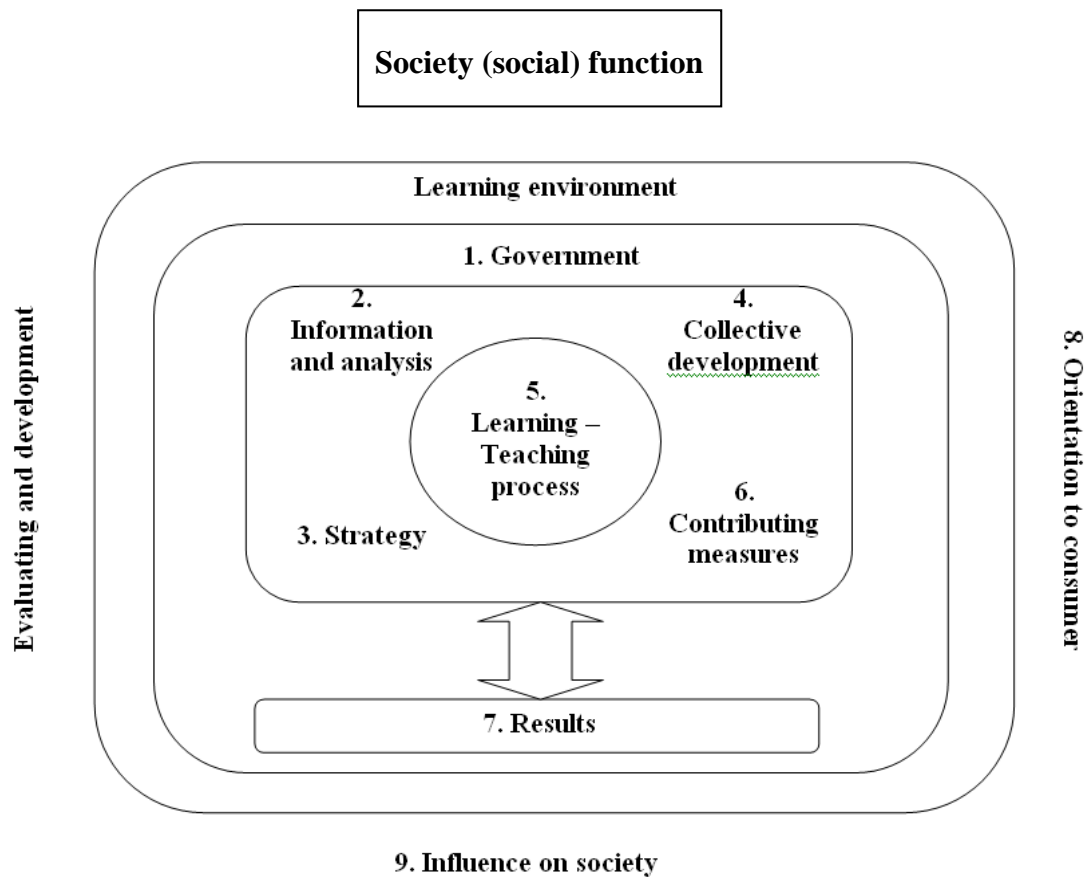 Society (social) function
Learning environment
1. Government
2.
Information
and analysis
4.
Collective
development
5.
Learning –
Teaching
process
3. Strategy
6.
Contributing
measures
7. Results
Evaluating and development
8. Orientation to consumer
9. Influence on society